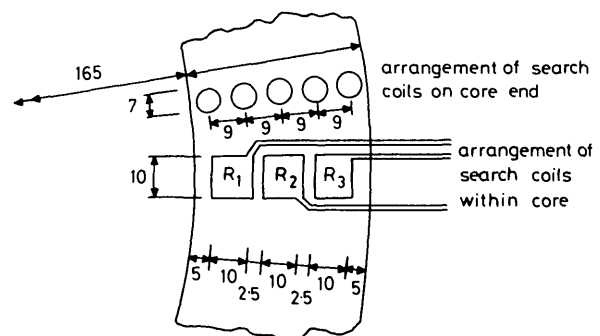 165
arrangement of search
coils on core end
7
9 9 9 9
arrangement of
search coils
within core
10
R1 R2 R3
5 10 2·5 10 2·5 10 5